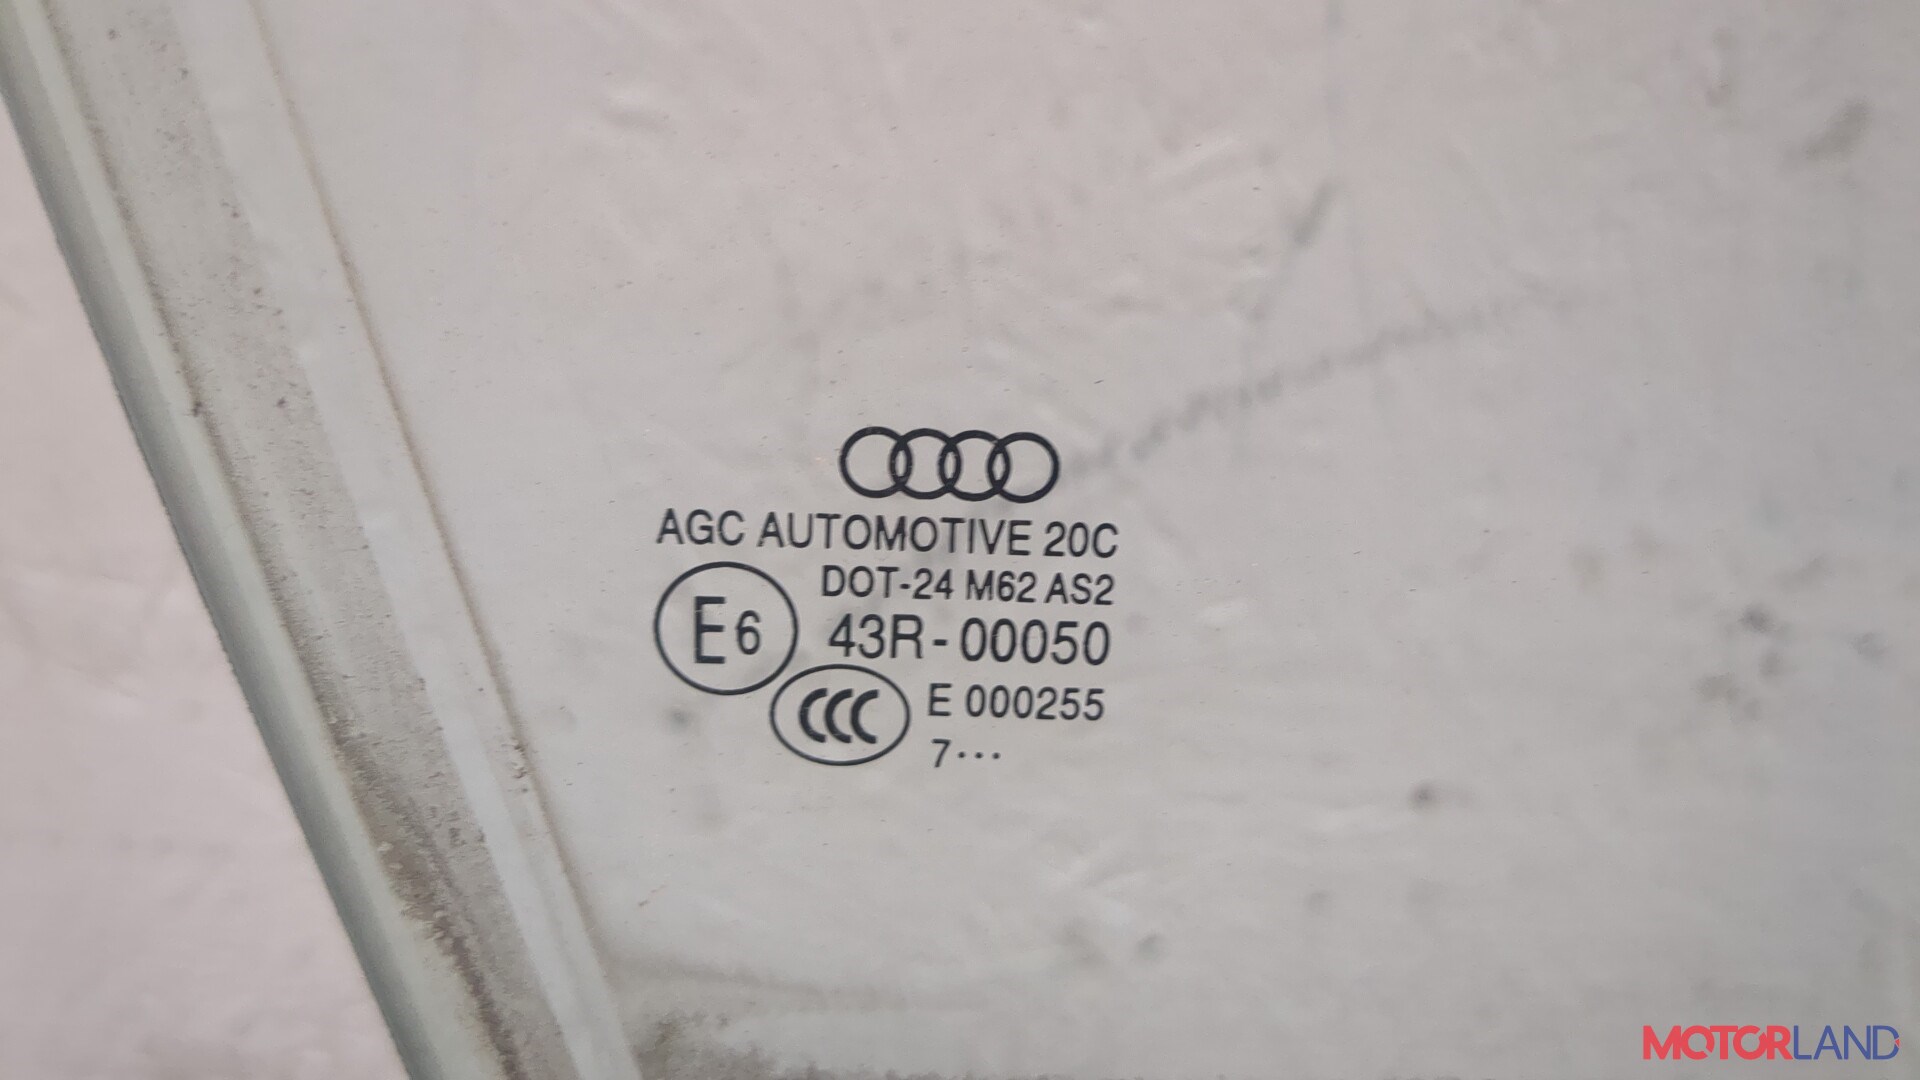 AGC AUTOMOTIVE 20C
DOT-24 M62 AS2
E6 43R-00050
CCC E 000255
7···
MOTORLAND